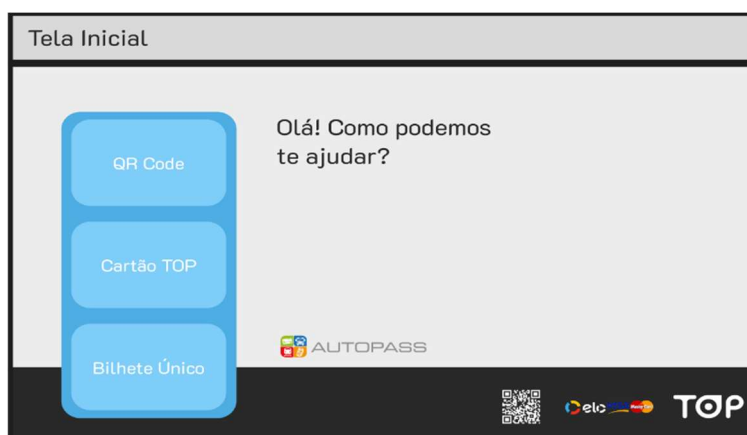 Tela Inicial
Olá! Como podemos
te ajudar?
QR Code
Cartão TOP
Bilhete Único
AUTOPASS
elo
TOP